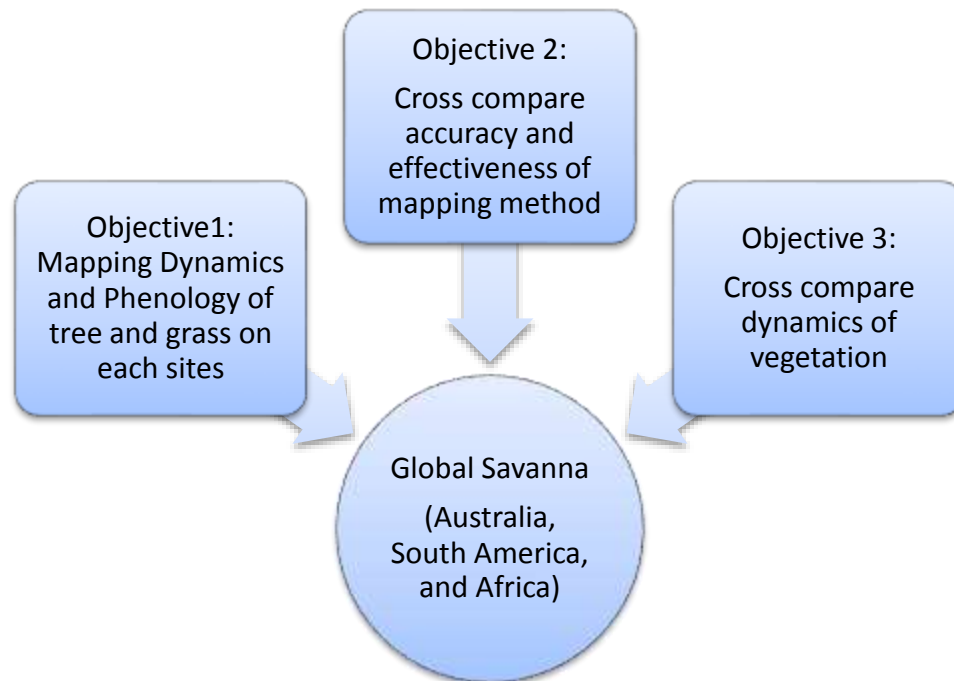 Objective1:
Mapping Dynamics
and Phenology of
tree and grass on
each sites
Objective 2:
Cross compare
accuracy and
effectiveness of
mapping method
Objective 3:
Cross compare
dynamics of
vegetation
Global Savanna
(Australia,
South America,
and Africa)